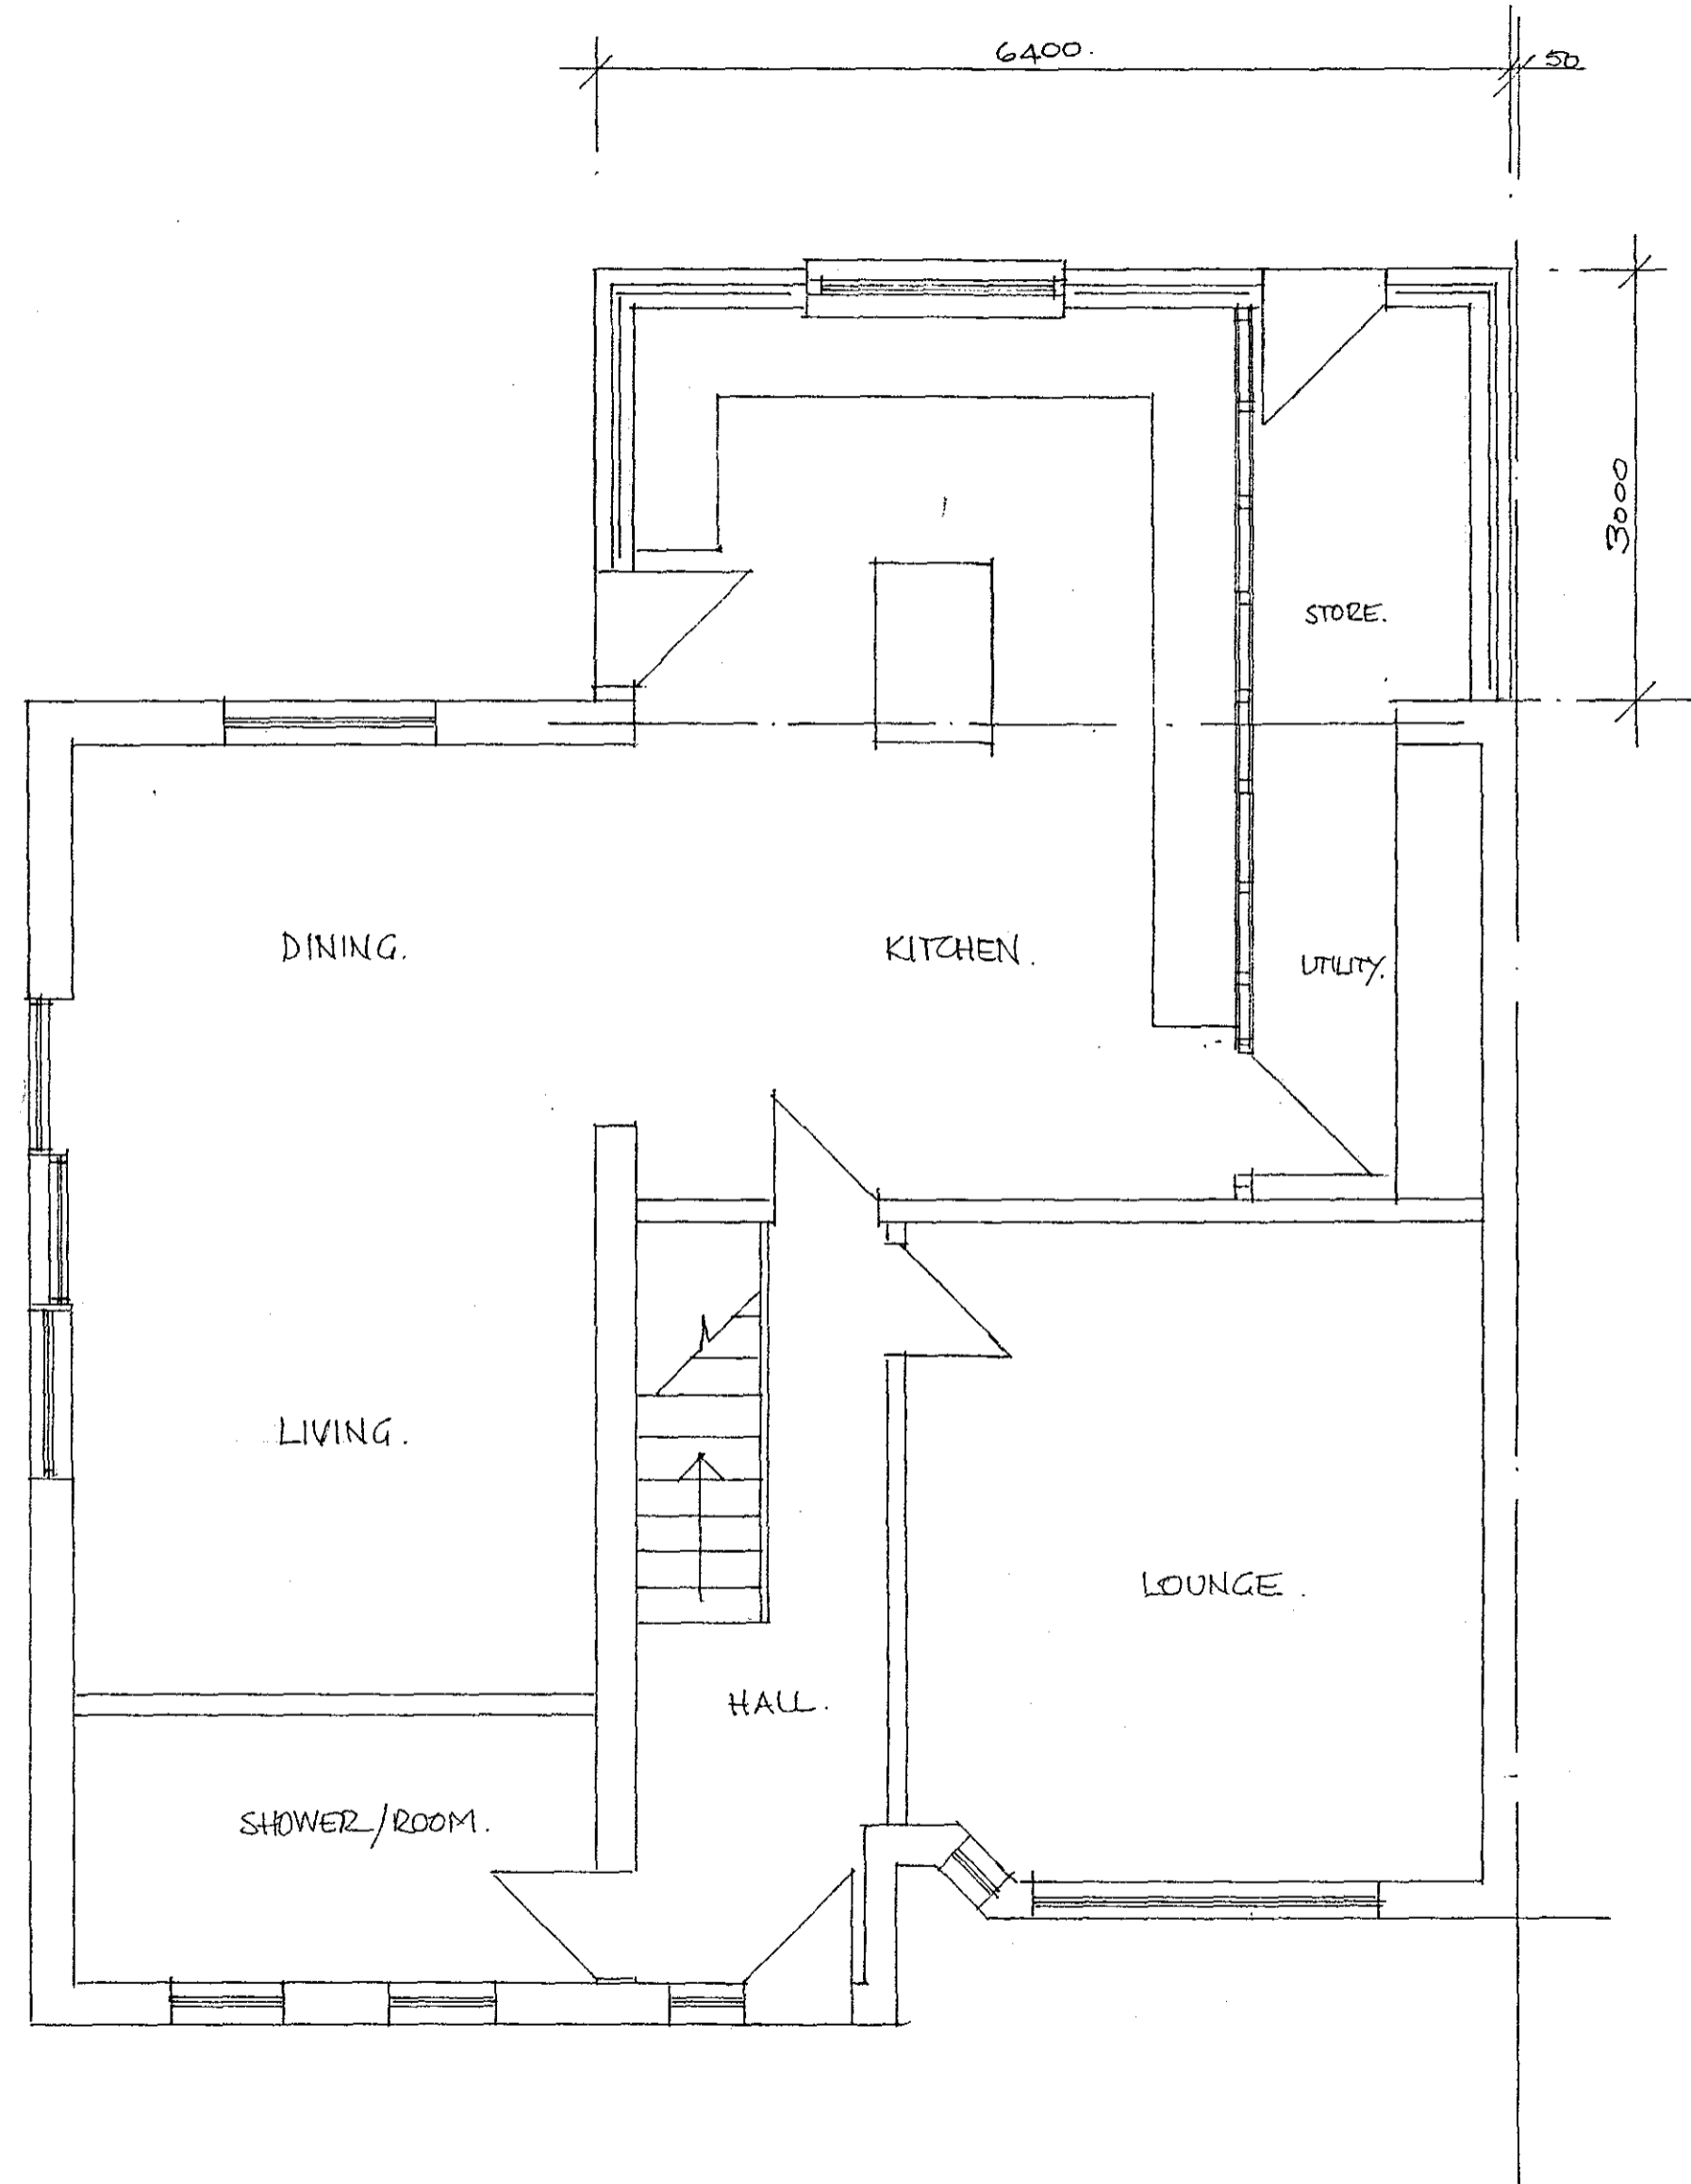 6400.
50
3000
STORE.
DINING.
KITCHEN.
UTILITY.
LIVING.
LOUNGE.
HALL.
SHOWER/ROOM.